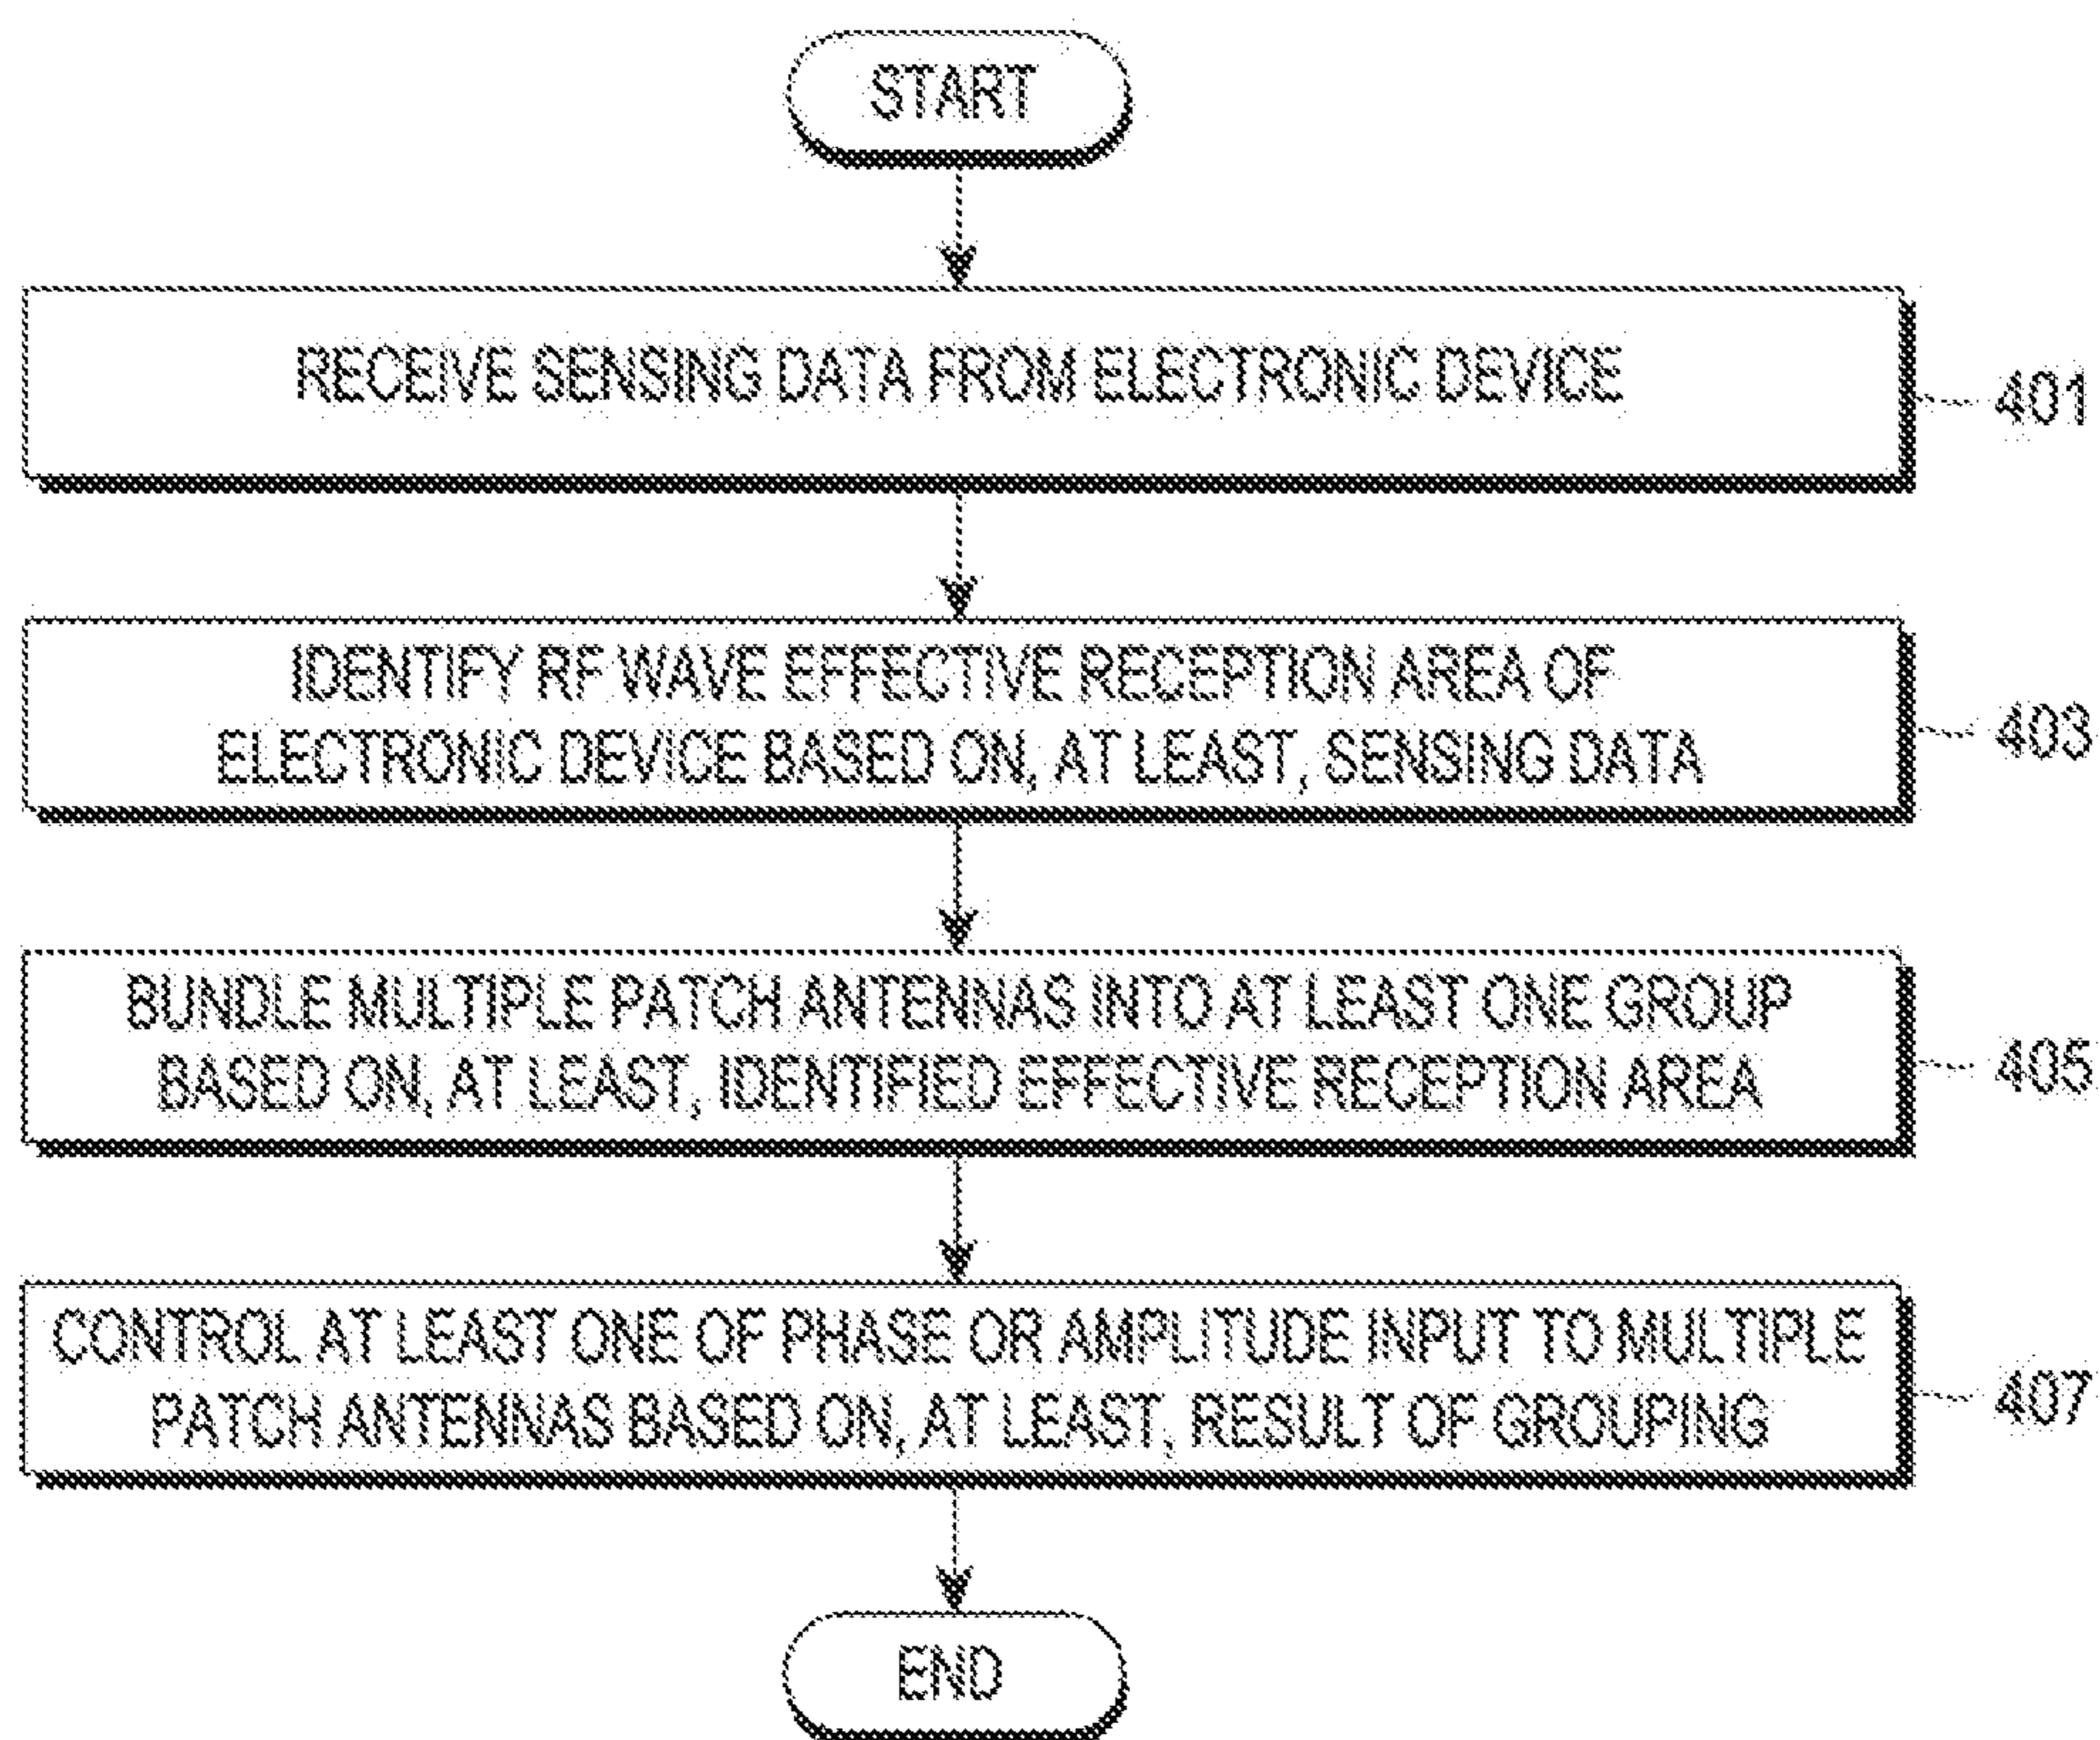 START
RECEIVE SENSING DATA FROM ELECTRONIC DEVICE
401
IDENTIFY RF WAVE EFFECTIVE RECEPTION AREA OF
ELECTRONIC DEVICE BASED ON, AT LEAST, SENSING DATA
403
BUNDLE MULTIPLE PATCH ANTENNAS INTO AT LEAST ONE GROUP
BASED ON, AT LEAST, IDENTIFIED EFFECTIVE RECEPTION AREA
405
CONTROL AT LEAST ONE OF PHASE OR AMPLITUDE INPUT TO MULTIPLE
PATCH ANTENNAS BASED ON, AT LEAST, RESULT OF GROUPING
407
END